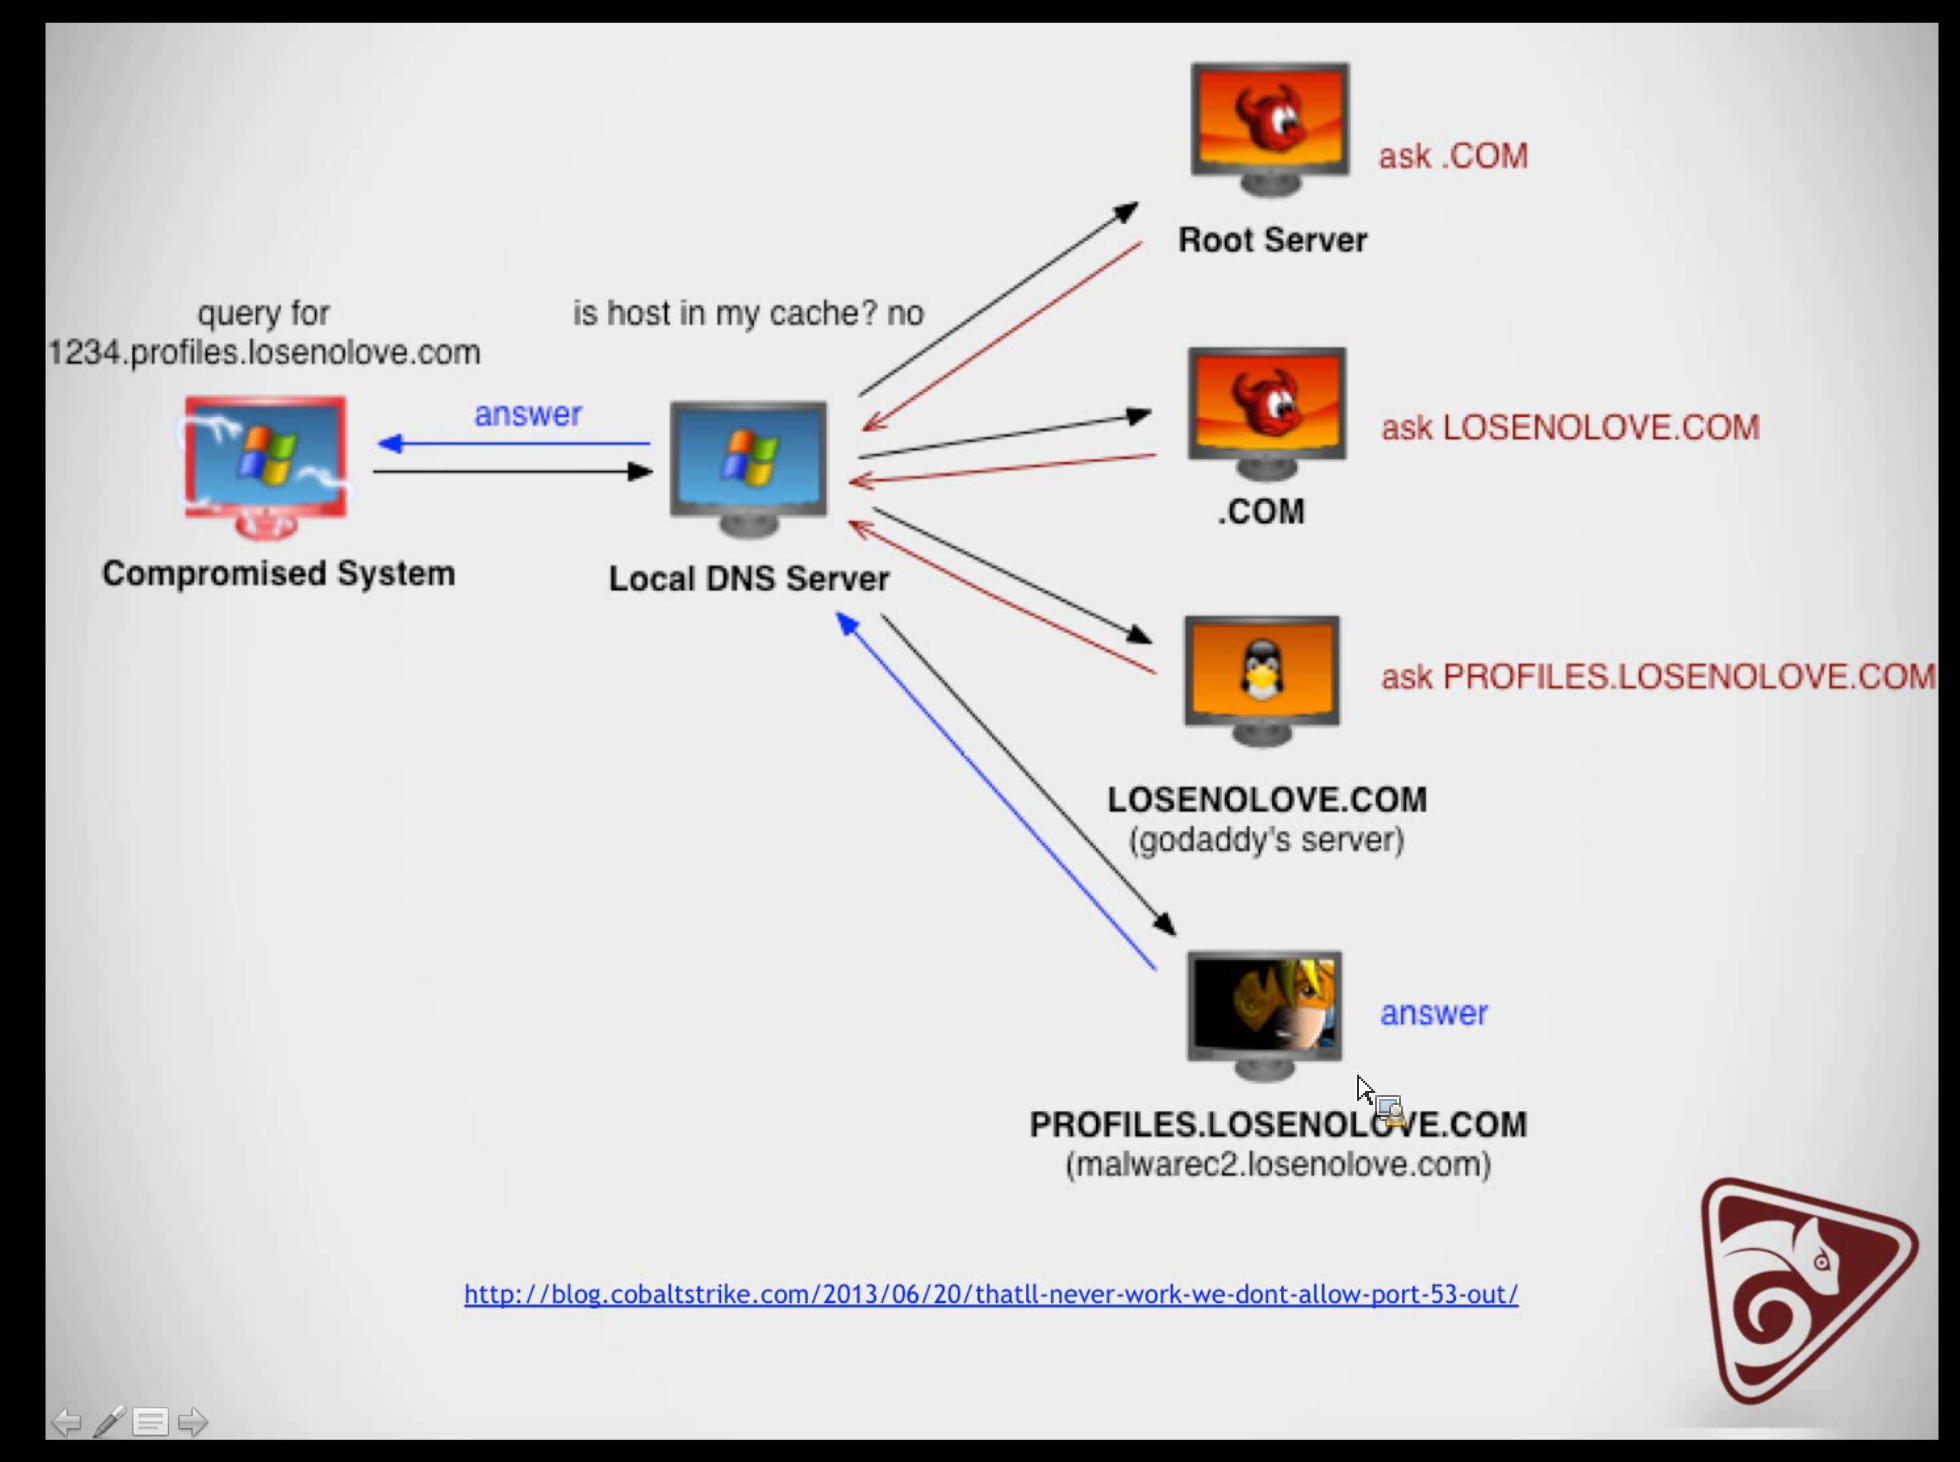 ask .COM
Root Server
query for
1234.profiles.losenolove.com
is host in my cache? no
answer
ask LOSENOLOVE.COM
.COM
Compromised System
Local DNS Server
ask PROFILES.LOSENOLOVE.COM
LOSENOLOVE.COM
(godaddy's server)
answer
PROFILES.LOSENOLOVE.COM
(malwarec2.losenolove.com)
http://blog.cobaltstrike.com/2013/06/20/thatll-never-work-we-dont-allow-port-53-out/